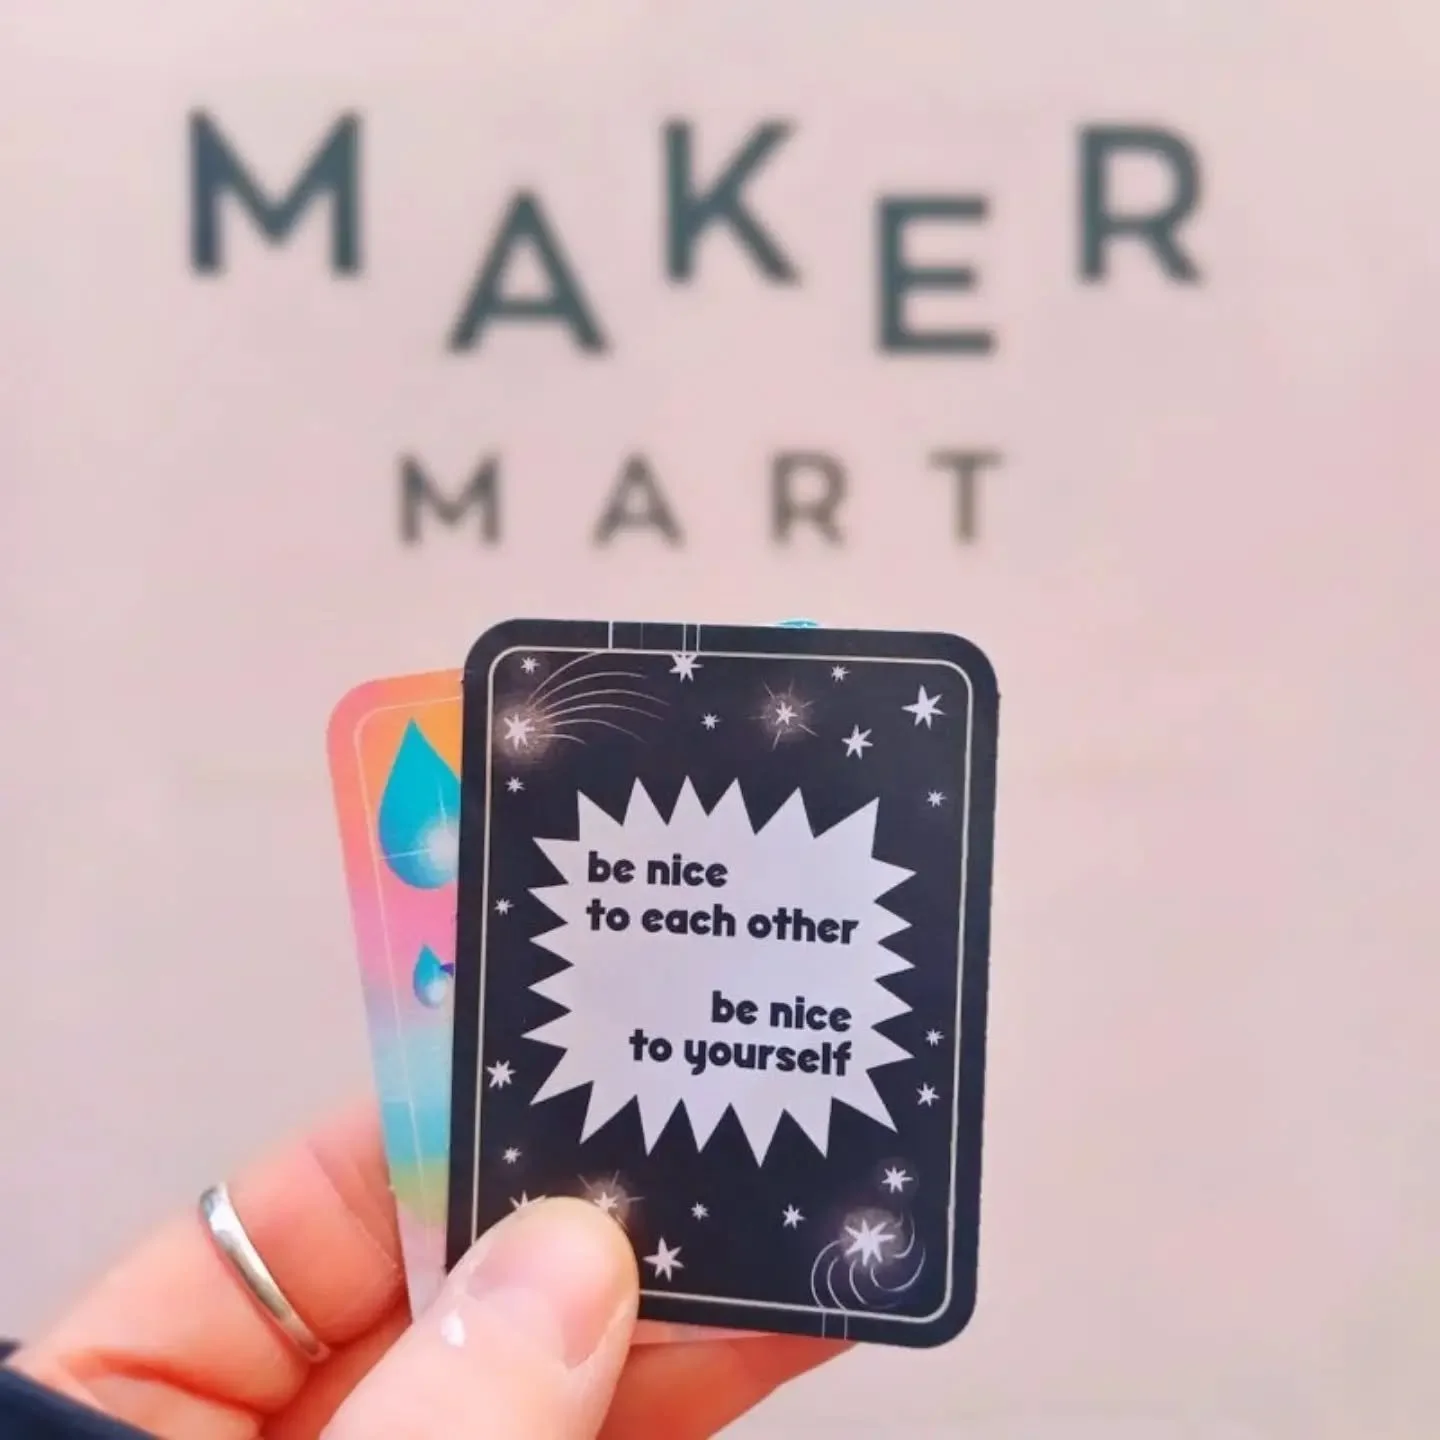 MAKER
MART
be nice
to each other
be nice
to yourself